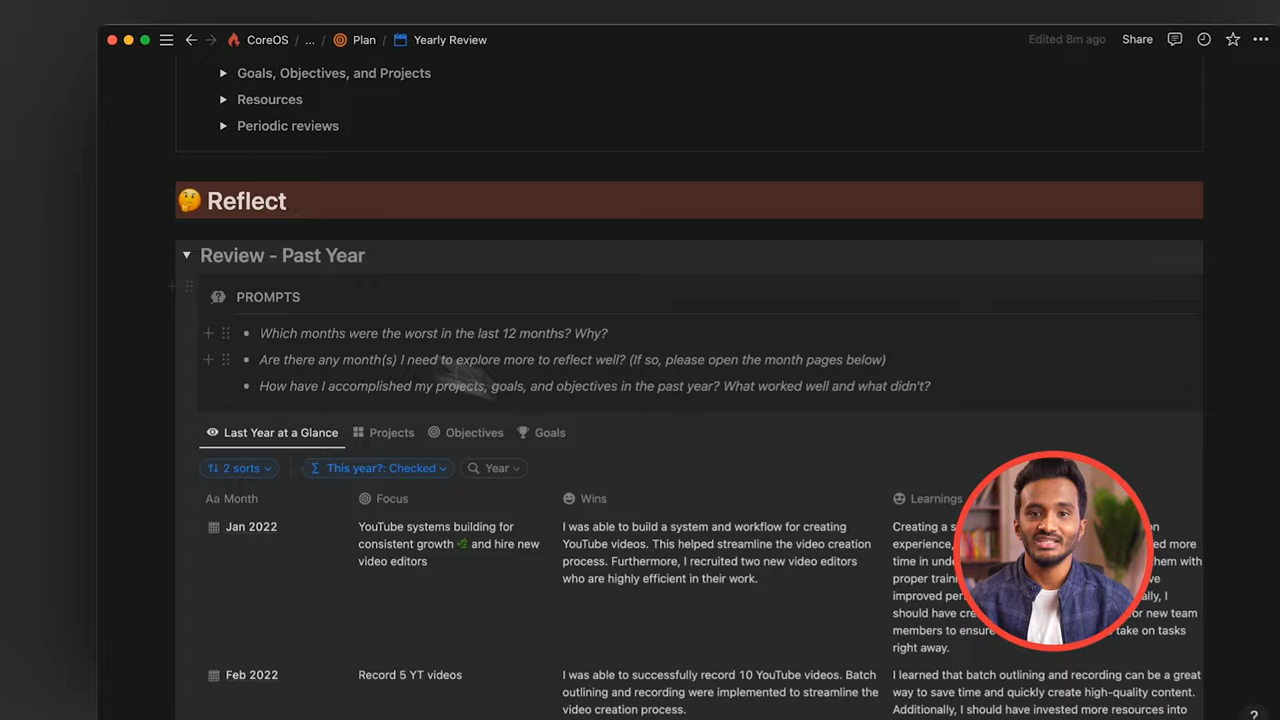 CoreOS / ... / Plan / Yearly Review
Edited 8m ago Share
Goals, Objectives, and Projects
Resources
Periodic reviews
🤔 Reflect
Review - Past Year
PROMPTS
Which months were the worst in the last 12 months? Why?
Are there any month(s) I need to explore more to reflect well? (If so, please open the month pages below)
How have I accomplished my projects, goals, and objectives in the past year? What worked well and what didn't?
Last Year at a Glance Projects Objectives Goals
2 sorts This year?: Checked Year
Aa Month Focus Wins Learnings
Jan 2022
YouTube systems building for
consistent growth 🌿 and hire new
video editors
I was able to build a system and workflow for creating
YouTube videos. This helped streamline the video creation
process. Furthermore, I recruited two new video editors
who are highly efficient in their work.
Creating a
experience,
more
time in
them with
proper
improved
should have
for new team
members to
take on tasks
right away.
Feb 2022
Record 5 YT videos
I was able to successfully record 10 YouTube videos. Batch
outlining and recording were implemented to streamline the
video creation process.
I learned that batch outlining and recording can be a great
way to save time and quickly create high-quality content.
Additionally, I should have invested more resources into
?